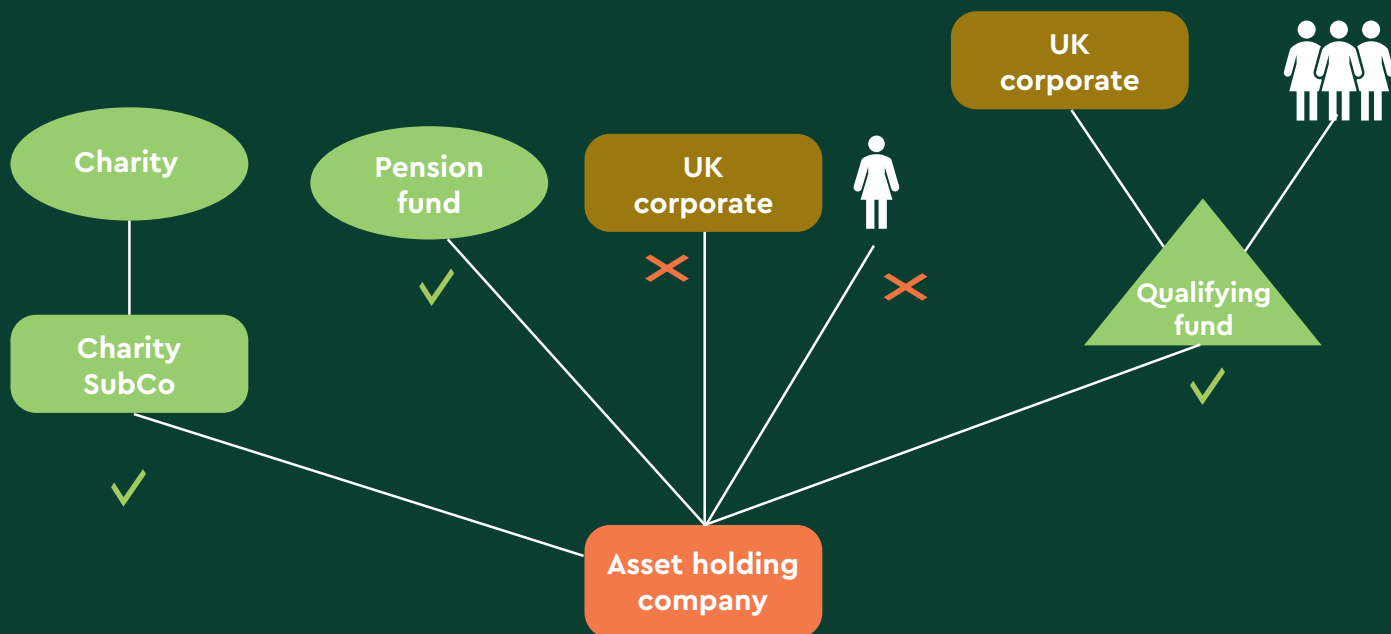 UK
corporate
Charity
Pension
fund
UK
corporate
Qualifying
fund
Charity
SubCo
Asset holding
company